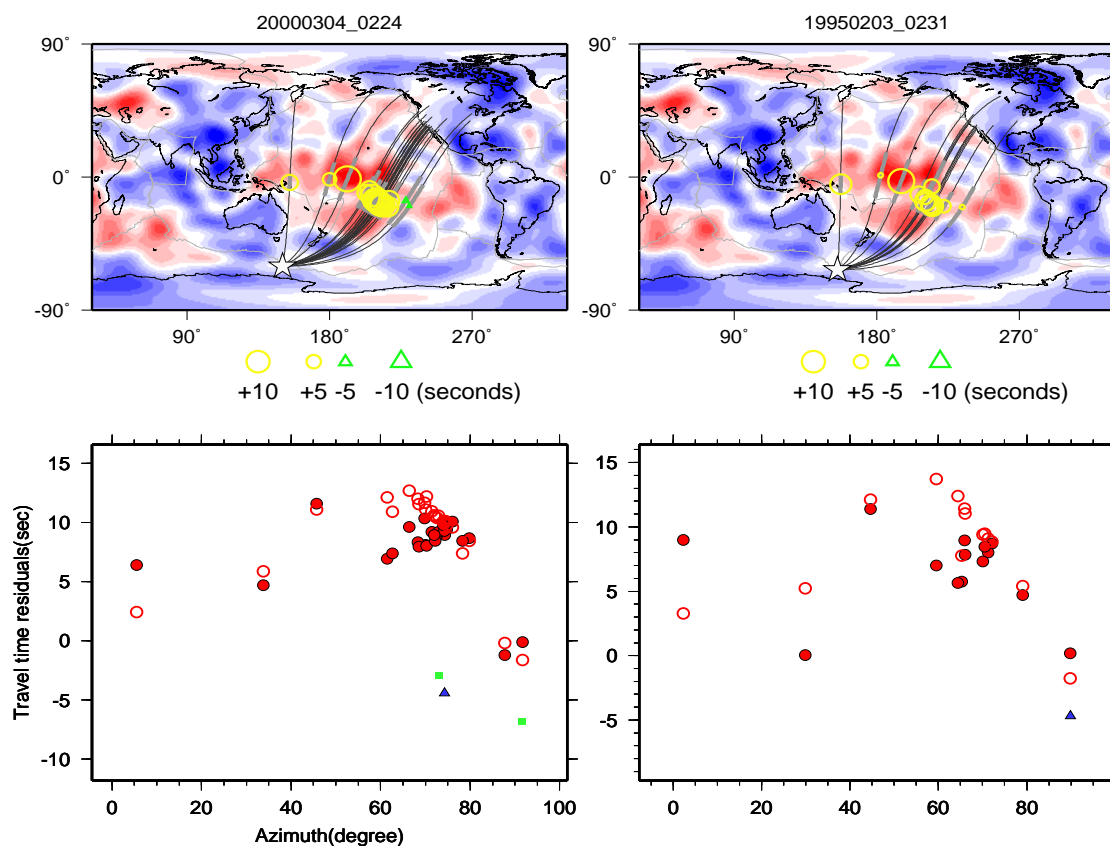 20000304_0224 19950203_0231
90° 90°
0° 0°
-90° -90°
90° 180° 270° 90° 180° 270°
+10 +5 -5 -10 (seconds) +10 +5 -5 -10 (seconds)
15 15
10 10
5 5
0 0
-5 -5
-10
Travel time residuals(sec)
0 20 40 60 80 100 0 20 40 60 80
Azimuth(degree)